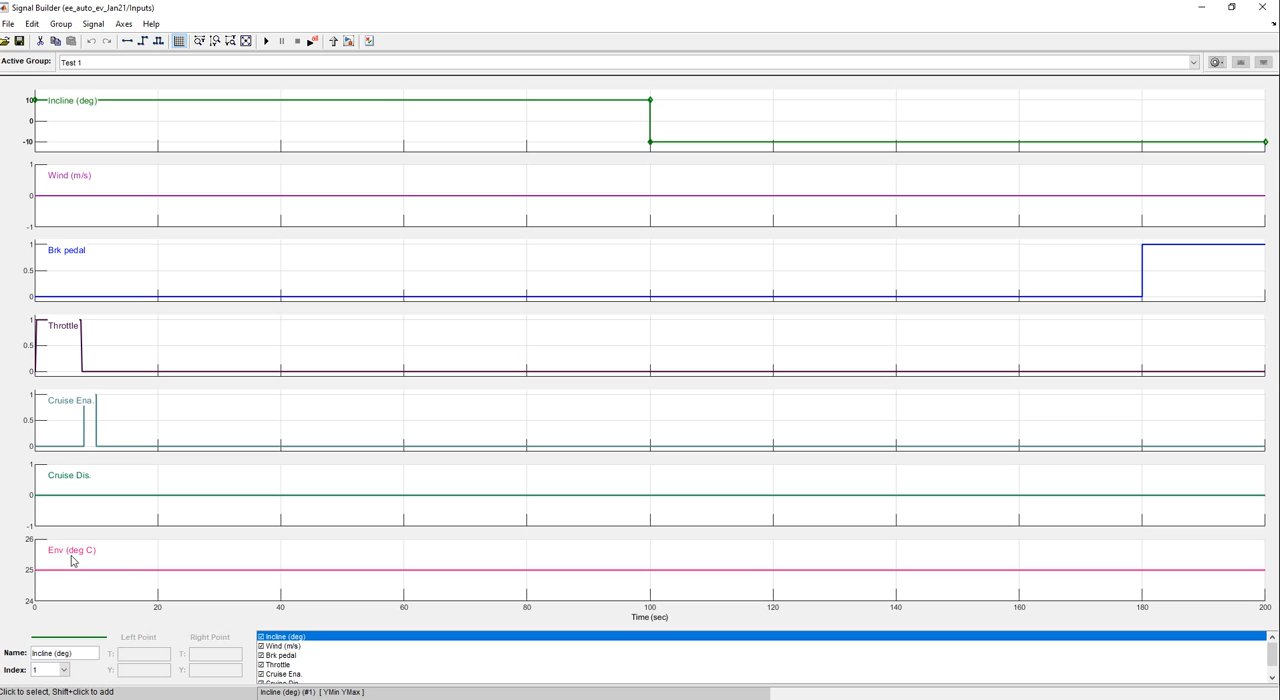 Signal Builder (ee_auto_ev_Jan21/Inputs)
File Edit Group Signal Axes Help
Active Group: Test 1
10 Incline (deg)
0
-10
1 Wind (m/s)
0
-1
1 Brk pedal
0.5
0
1 Throttle
0.5
0
1 Cruise Ena.
0.5
0
1 Cruise Dis.
0
-1
26 Env (deg C)
25
24
0 20 40 60 80 100 120 140 160 180 200
Time (sec)
Left Point Right Point
Name: Incline (deg) T: T:
Index: 1 Y: Y:
Incline (deg)
Wind (m/s)
Brk pedal
Throttle
Cruise Ena.
Cruise Dis.
Click to select, Shift+click to add Incline (deg) (#1) [ YMin YMax ]